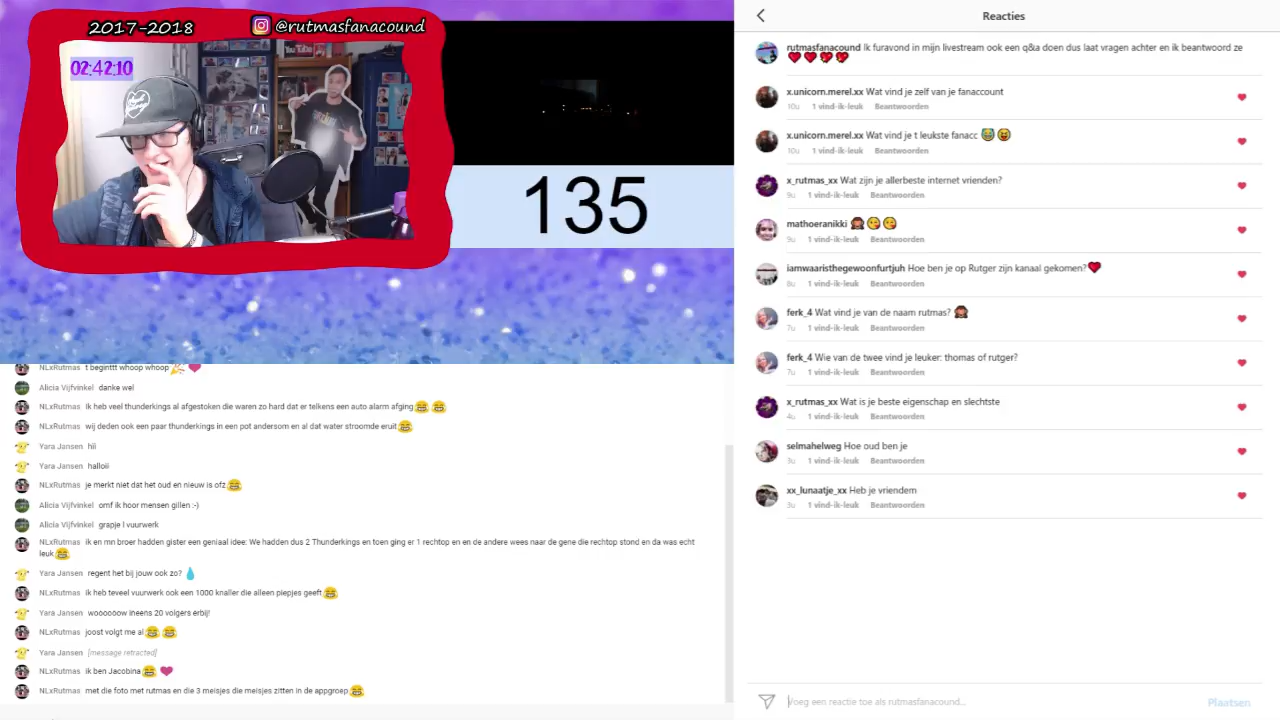 2017-2018
@rutmasfanacound
02:42:10
135
t beginttt whoop whoop
NLxRutmas
Alicia Vijfvinkel danke wel
NLxRutmas Ik heb veel thunderkings al afgestoken die waren zo hard dat er telkens een auto alarm afging😂 😂
NLxRutmas wij deden ook een paar thunderkings in een pot andersom en al dat water stroomde eruit😂
Yara Jansen hii
Yara Jansen halloii
NLxRutmas je merkt niet dat het oud en nieuw is ofz😂
Alicia Vijfvinkel omf ik hoor mensen gillen :-)
Alicia Vijfvinkel grapje l vuurwerk
NLxRutmas ik en mn broer hadden gister een geniaal idee: We hadden dus 2 Thunderkings en toen ging er 1 rechtop en en de andere wees naar de gene die rechtop stond en da was echt
leuk😂
Yara Jansen regent het bij jouw ook zo? 💧
NLxRutmas ik heb teveel vuurwerk ook een 1000 knaller die alleen piepjes geeft😂
Yara Jansen woooooow ineens 20 volgers erbij!
NLxRutmas joost volgt me al😂 😂
Yara Jansen [message retracted]
NLxRutmas ik ben Jacobina😂 ❤
NLxRutmas met die foto met rutmas en die 3 meisjes die meisjes zitten in de appgroep😂
Reacties
rutmasfanacound Ik furavond in mijn livestream ook een q&a doen dus laat vragen achter en ik beantwoord ze
❤❤💖💖
x.unicorn.merel.xx Wat vind je zelf van je fanaccount
10u 1 vind-ik-leuk Beantwoorden
x.unicorn.merel.xx Wat vind je t leukste fanacc 😂😆
10u 1 vind-ik-leuk Beantwoorden
x_rutmas_xx Wat zijn je allerbeste internet vrienden?
9u 1 vind-ik-leuk Beantwoorden
mathoeranikki 🙈😋😋
9u 1 vind-ik-leuk Beantwoorden
iamwaaristhegewoonfurtjuh Hoe ben je op Rutger zijn kanaal gekomen?❤
8u 1 vind-ik-leuk Beantwoorden
ferk_4 Wat vind je van de naam rutmas? 🙈
7u 1 vind-ik-leuk Beantwoorden
ferk_4 Wie van de twee vind je leuker: thomas of rutger?
7u 1 vind-ik-leuk Beantwoorden
x_rutmas_xx Wat is je beste eigenschap en slechtste
4u 1 vind-ik-leuk Beantwoorden
selmahelweg Hoe oud ben je
3u 1 vind-ik-leuk Beantwoorden
xx_lunaatje_xx Heb je vriendem
3u 1 vind-ik-leuk Beantwoorden
Voeg een reactie toe als rutmasfanacound...
Plaatsen